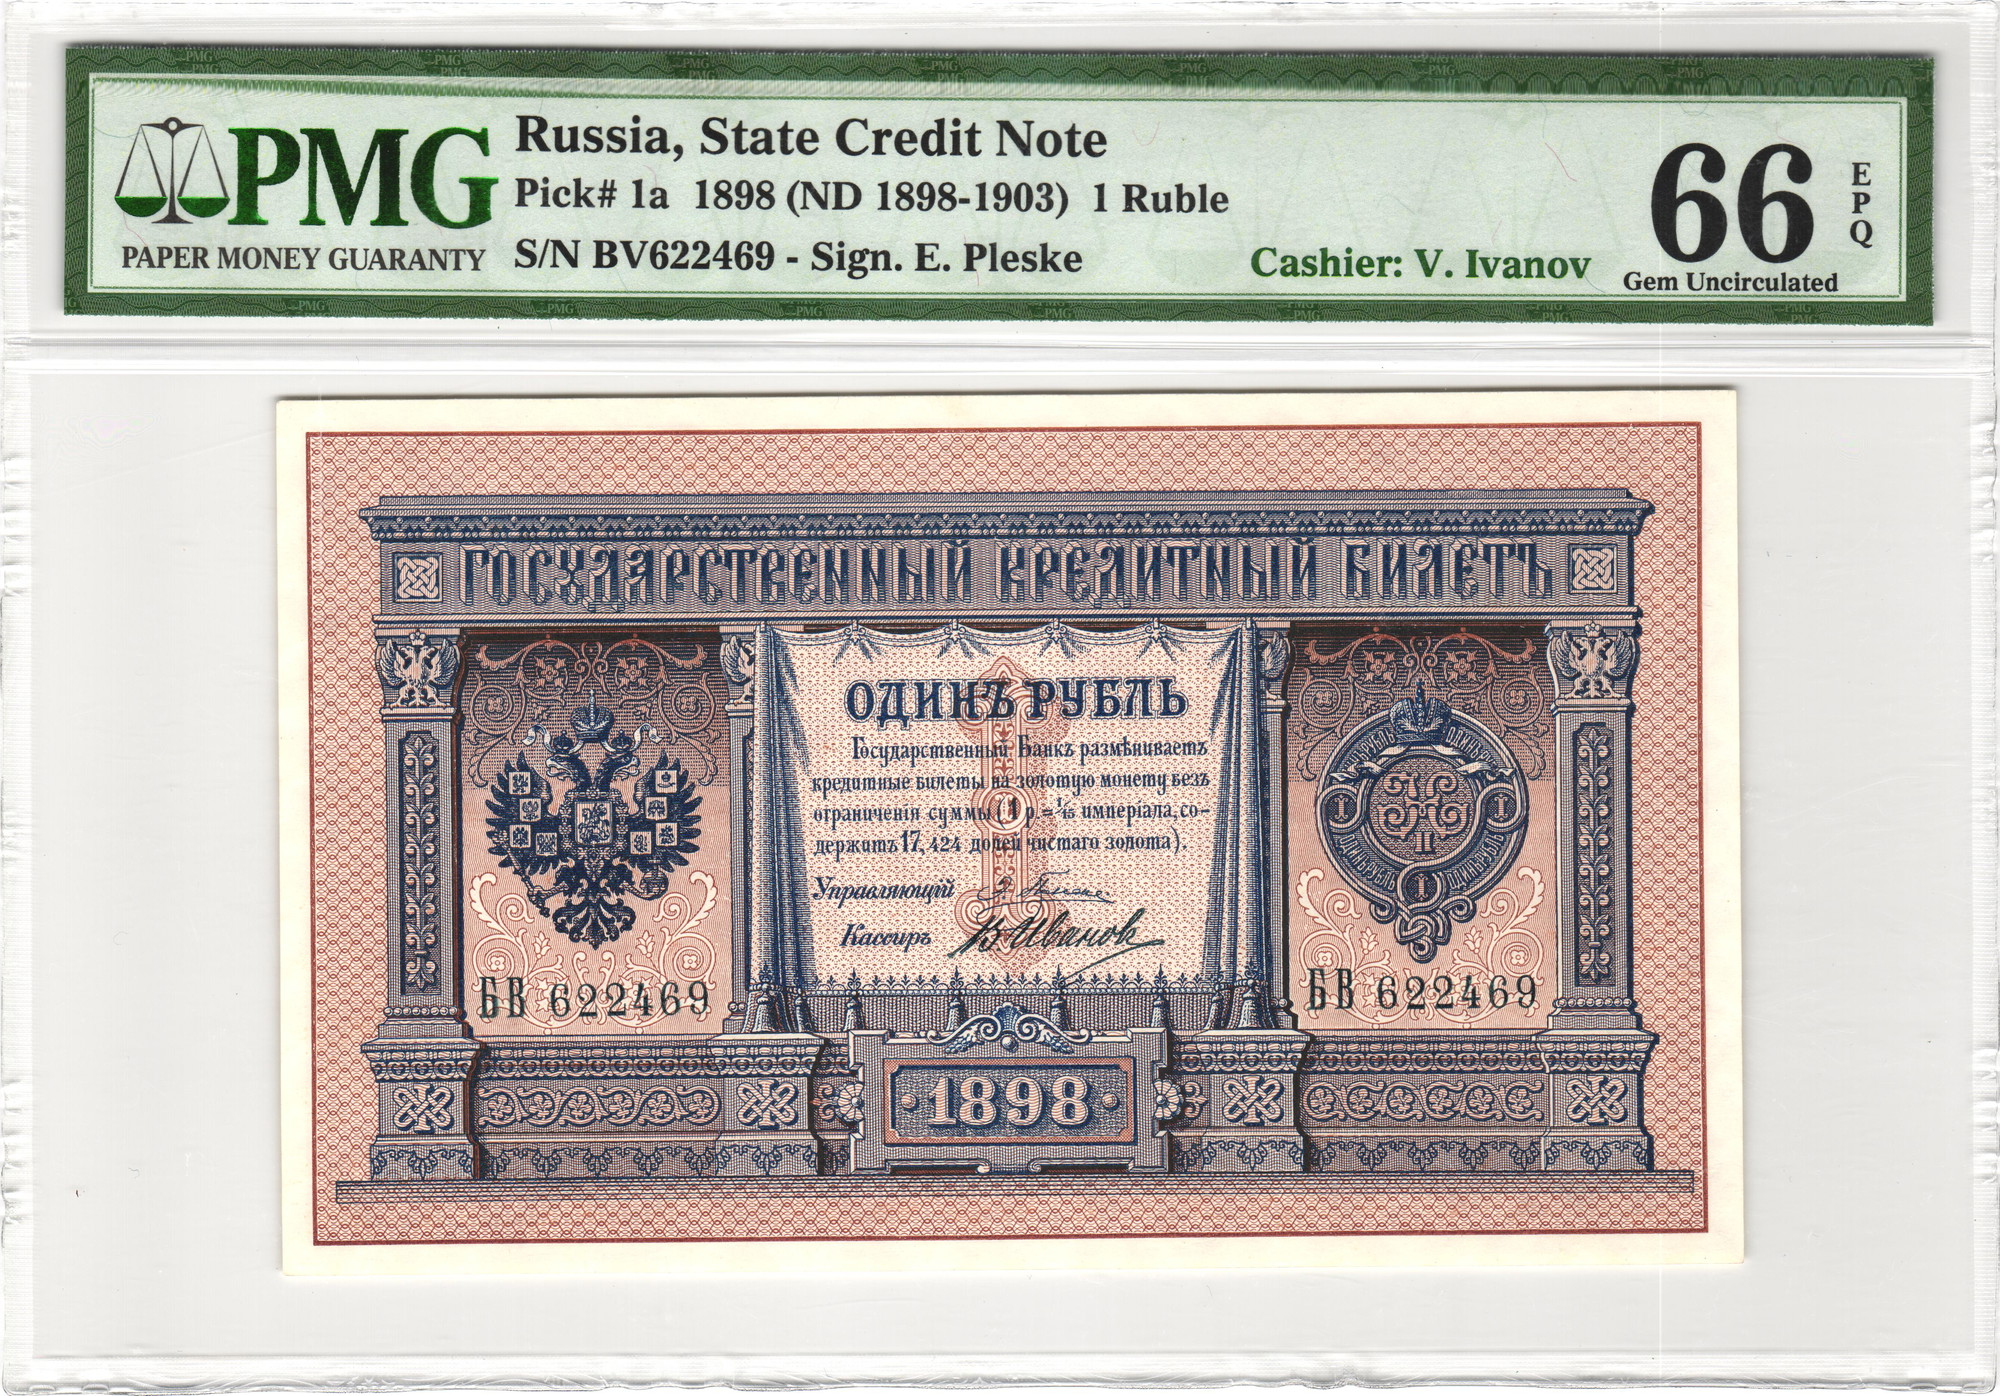 PMG
PAPER MONEY GUARANTY
Russia, State Credit Note
Pick# 1a 1898 (ND 1898-1903) 1 Ruble
S/N BV622469 - Sign. E. Pleske
Cashier: V. Ivanov
66
EPQ
Gem Uncirculated
ГОСУДАРСТВЕННЫЙ КРЕДИТНЫЙ БИЛЕТЪ
ОДИНЪ РУБЛЬ
Государственный Банкъ размѣниваетъ
кредитные билеты на золотую монету безъ
ограниченія суммы (1 р. = 1/15 имперіала, со-
держитъ 17,424 долей чистаго золота).
Управляющій Э. Плеске
Кассиръ В Иванов
БВ 622469
БВ 622469
1898